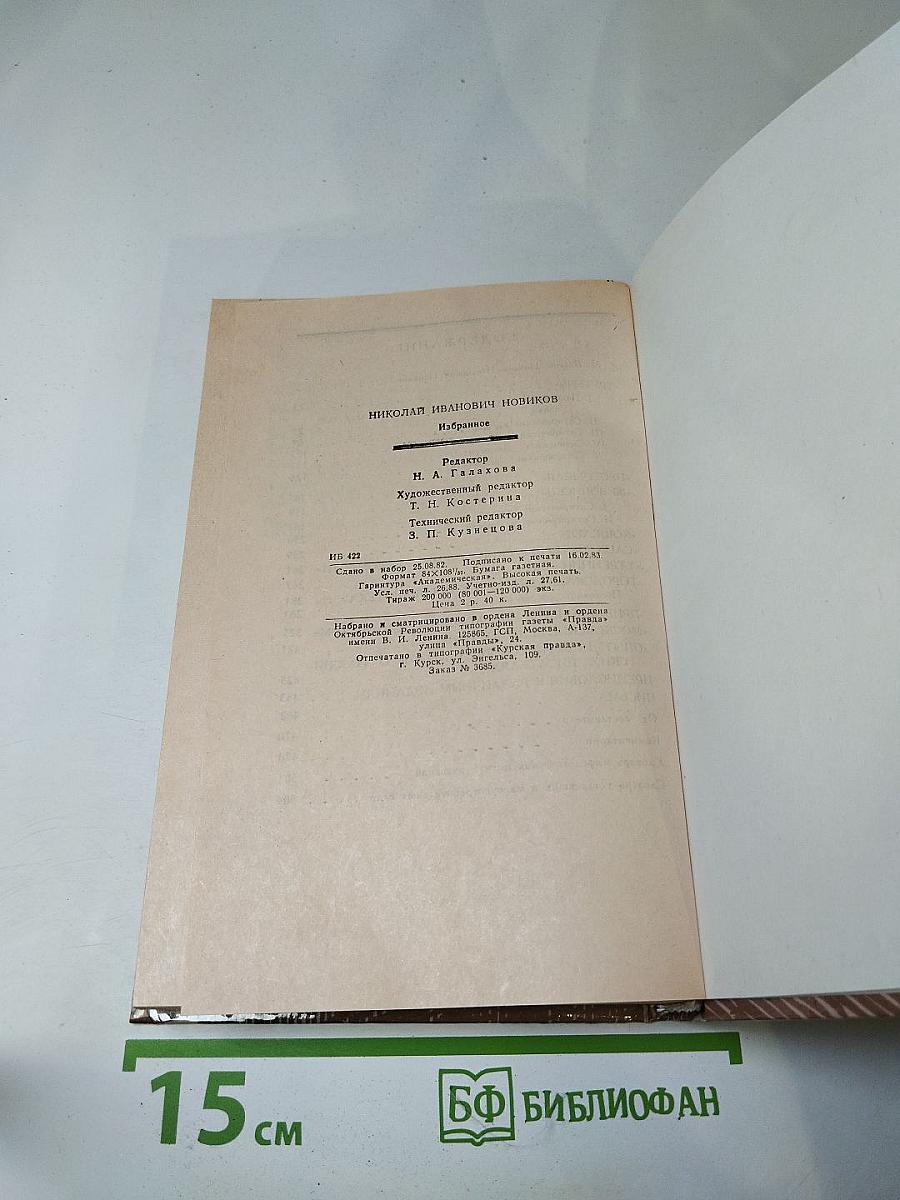 НИКОЛАЙ ИВАНОВИЧ НОВИКОВ
Избранное
Редактор
Н. А. Галахова
Художественный редактор
Т. Н. Костерина
Технический редактор
З. П. Кузнецова
ИБ 422
Сдано в набор 25.08.82. Подписано к печати 16.02.83.
Формат 84×108¹/₃₂. Бумага газетная.
Гарнитура «Академическая». Высокая печать.
Усл. печ. л. 26,88. Учетно-изд. л. 27,61.
Тираж 200 000 (80 001—120 000) экз.
Цена 2 р. 40 к.
Набрано и сматрицировано в ордена Ленина и ордена
Октябрьской Революции типографии газеты «Правда»
имени В. И. Ленина. 125865, ГСП, Москва, А-137,
улица «Правды», 24.
Отпечатано в типографии «Курская правда»,
г. Курск, ул. Энгельса, 109.
Заказ № 3685.
15 см
БФ БИБЛИОФАН